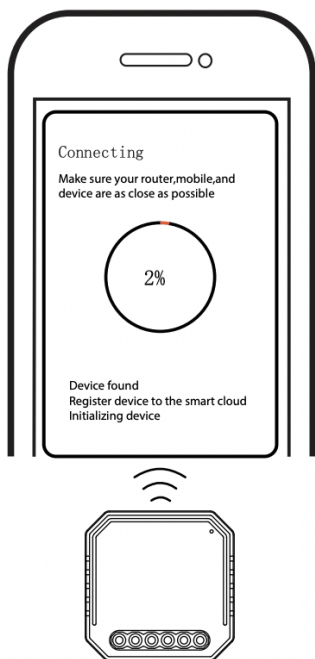 Connecting
Make sure your router,mobile,and
device are as close as possible
2%
Device found
Register device to the smart cloud
Initializing device